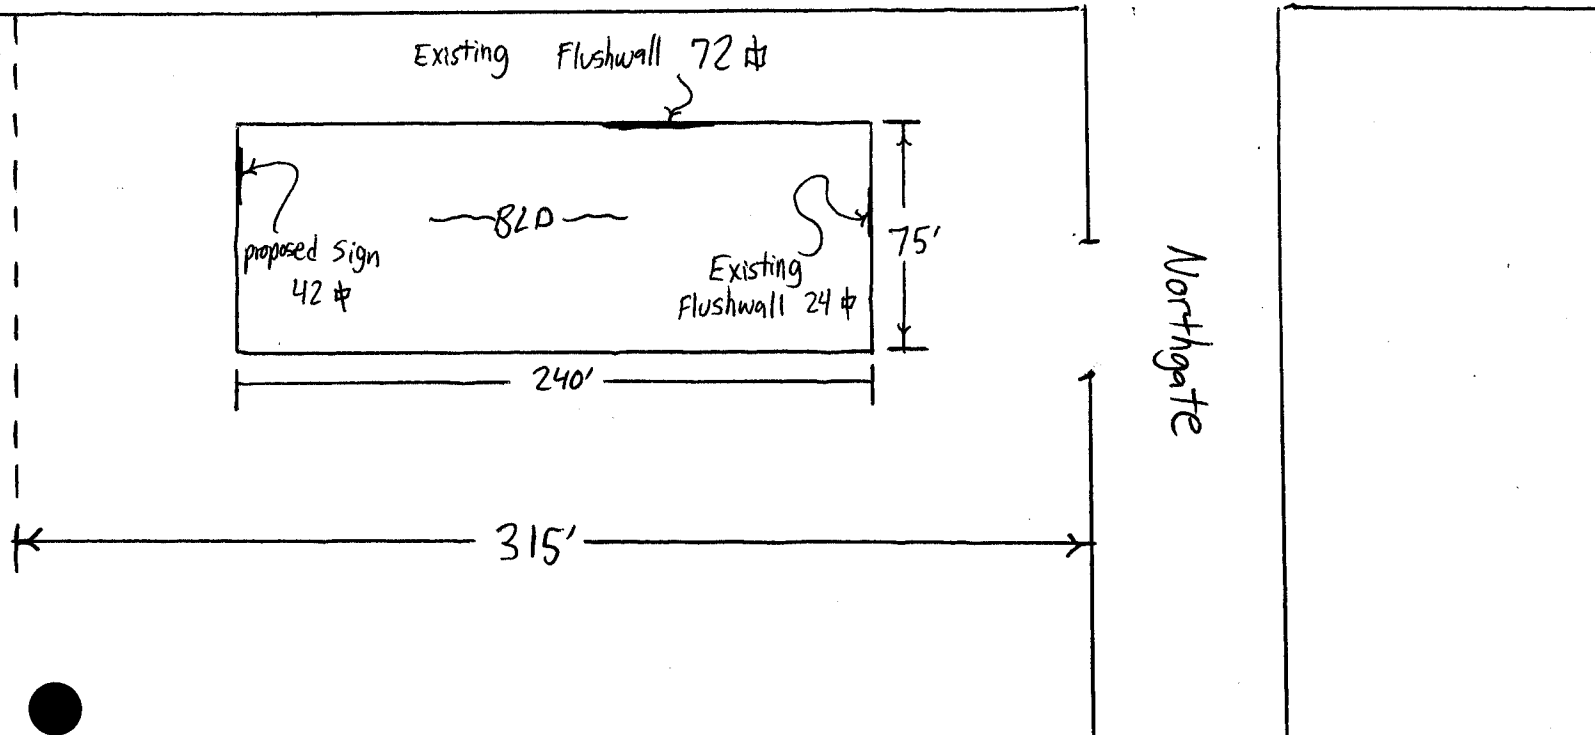 Existing Flushwall 72 ⏍
BLD
proposed Sign
42 ⏍
Existing
Flushwall 24 ⏍
75'
240'
Northgate
315'